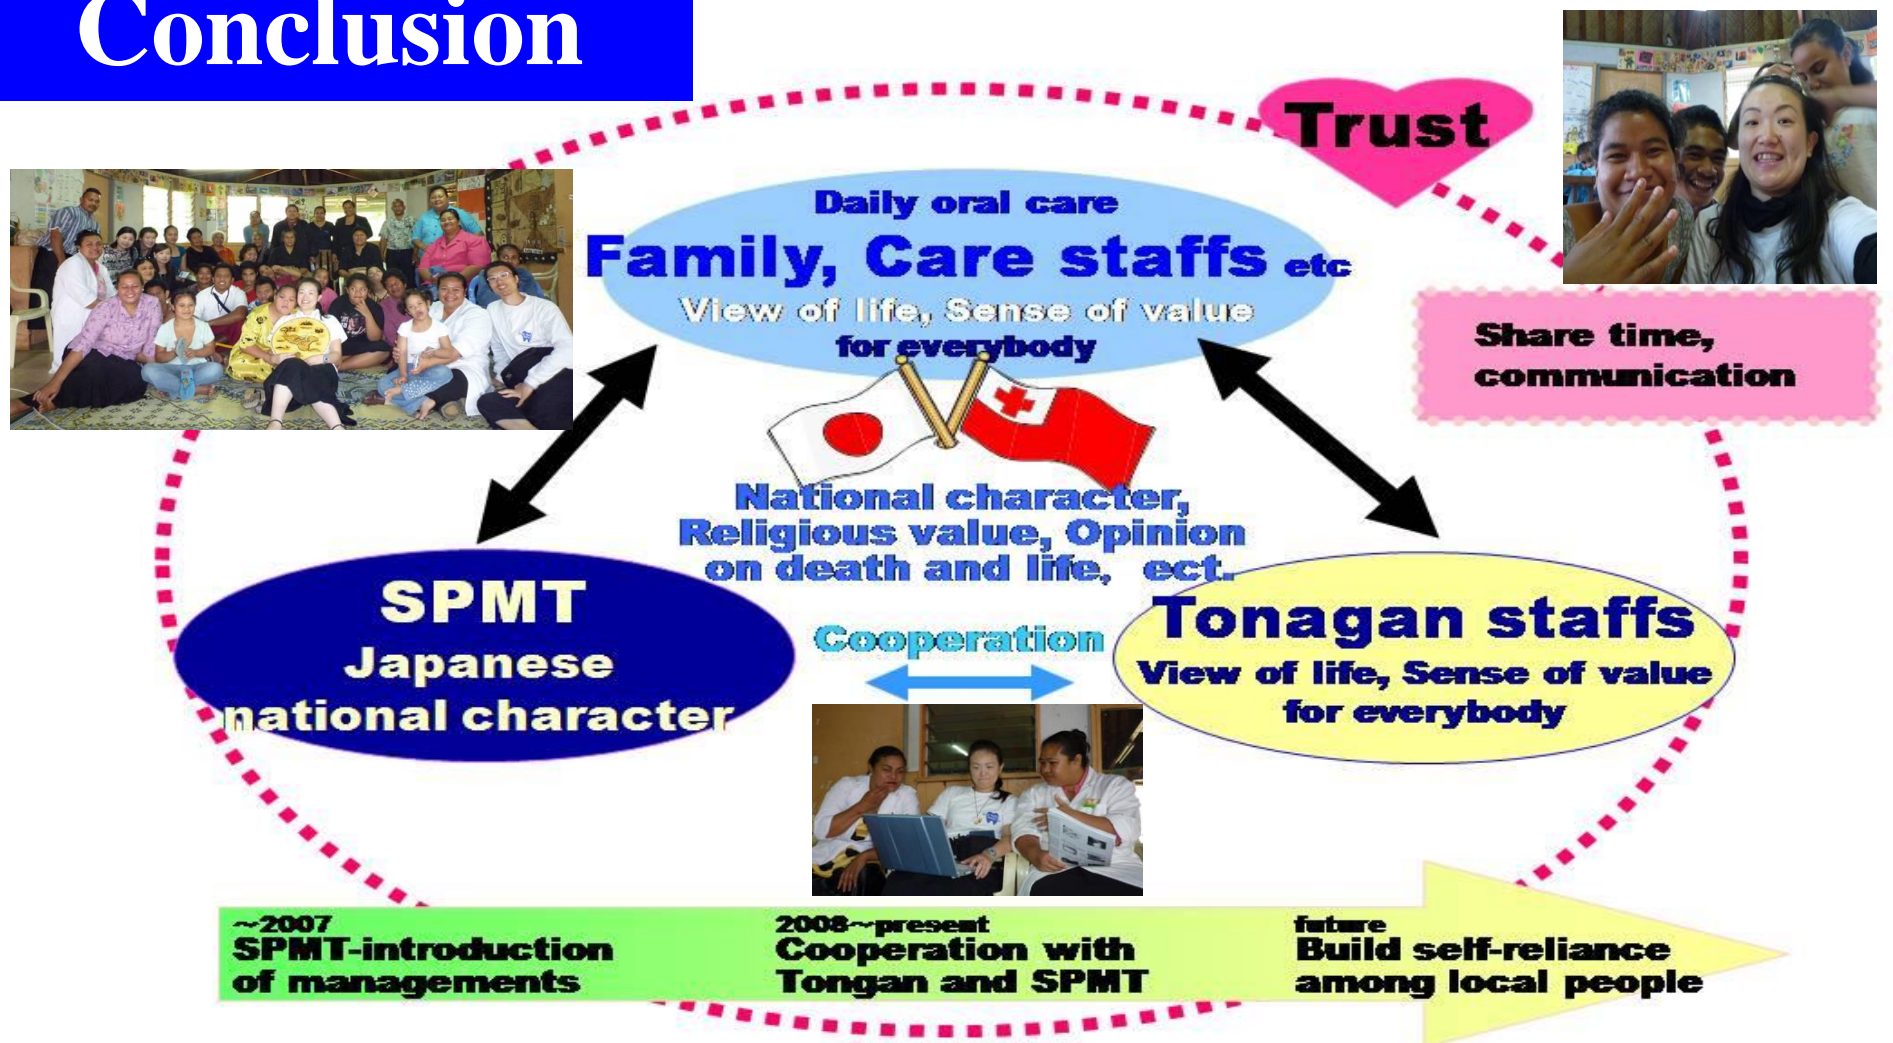 Conclusion
Trust
Daily oral care
Family, Care staffs etc
View of life, Sense of value
for everybody
Share time,
communication
National character,
Religious value, Opinion
on death and life, ect.
SPMT
Japanese
national character
Cooperation
Tonagan staffs
View of life, Sense of value
for everybody
~2007
SPMT-introduction
of managements
2008~present
Cooperation with
Tongan and SPMT
future
Build self-reliance
among local people